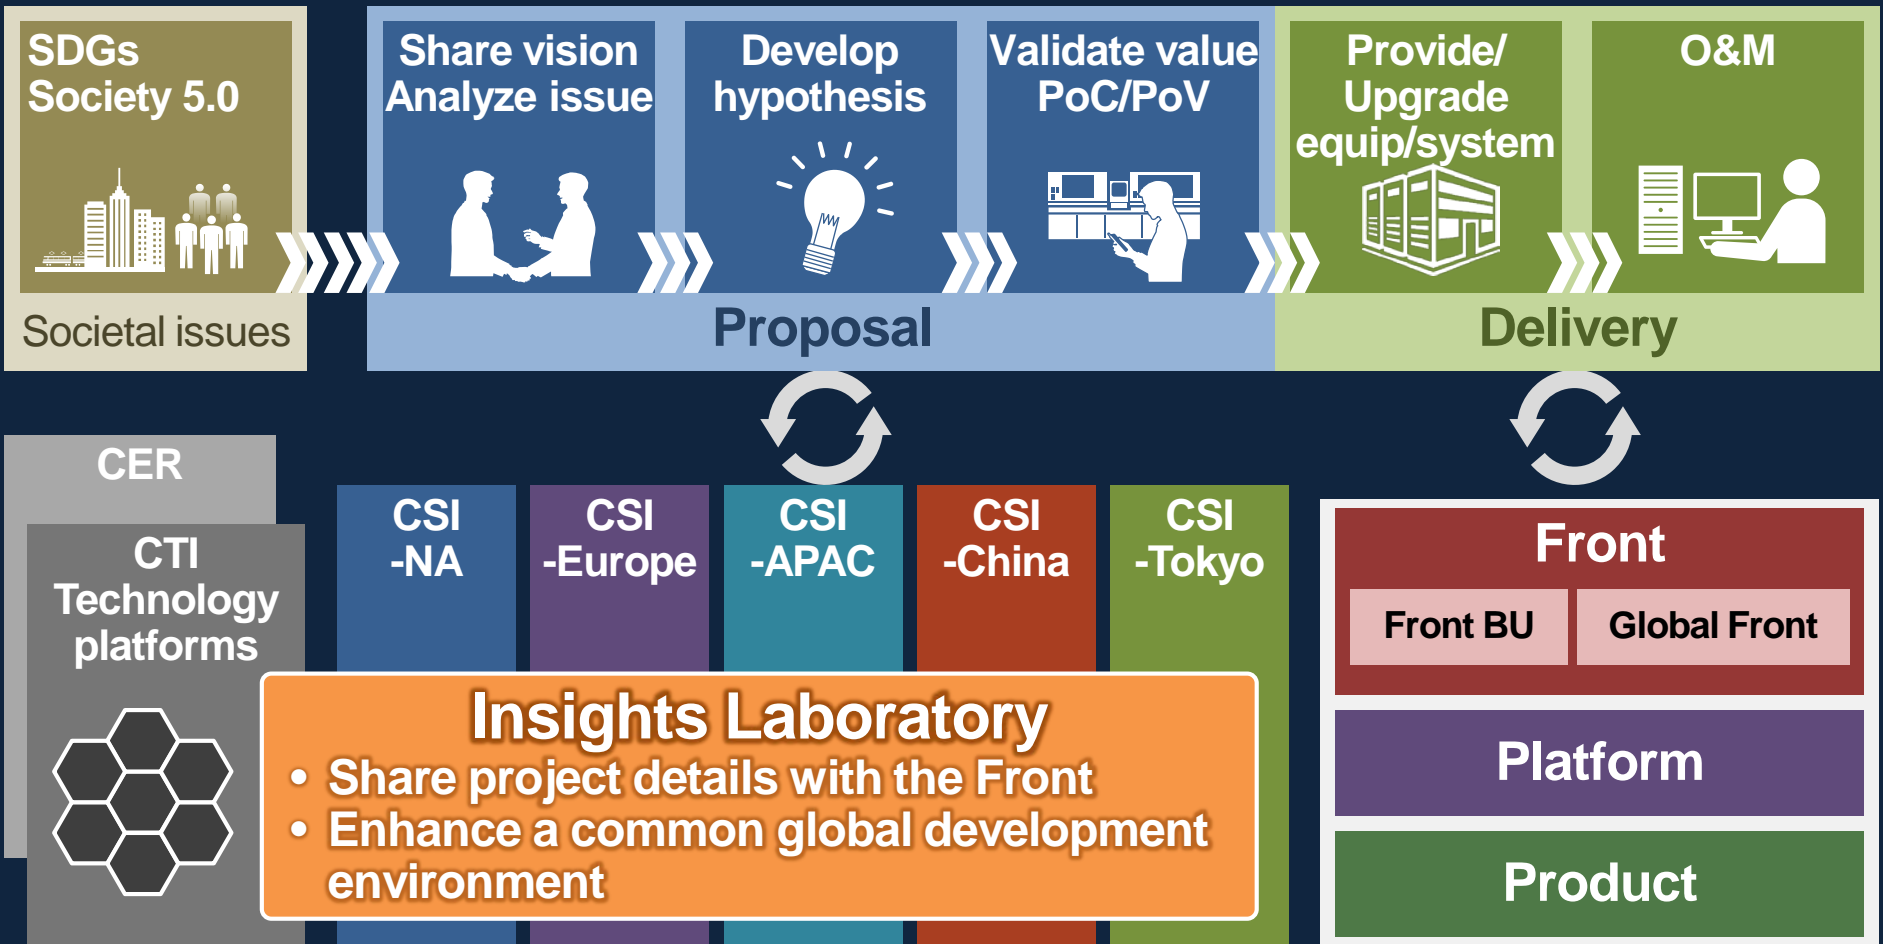 SDGs
Society 5.0
Societal issues
Share vision
Analyze issue
Develop
hypothesis
Validate value
PoC/PoV
Proposal
Provide/
Upgrade
equip/system
O&M
Delivery
CER
CTI
Technology
platforms
CSI
-NA
CSI
-Europe
CSI
-APAC
CSI
-China
CSI
-Tokyo
Insights Laboratory
• Share project details with the Front
• Enhance a common global development
environment
Front
Front BU
Global Front
Platform
Product